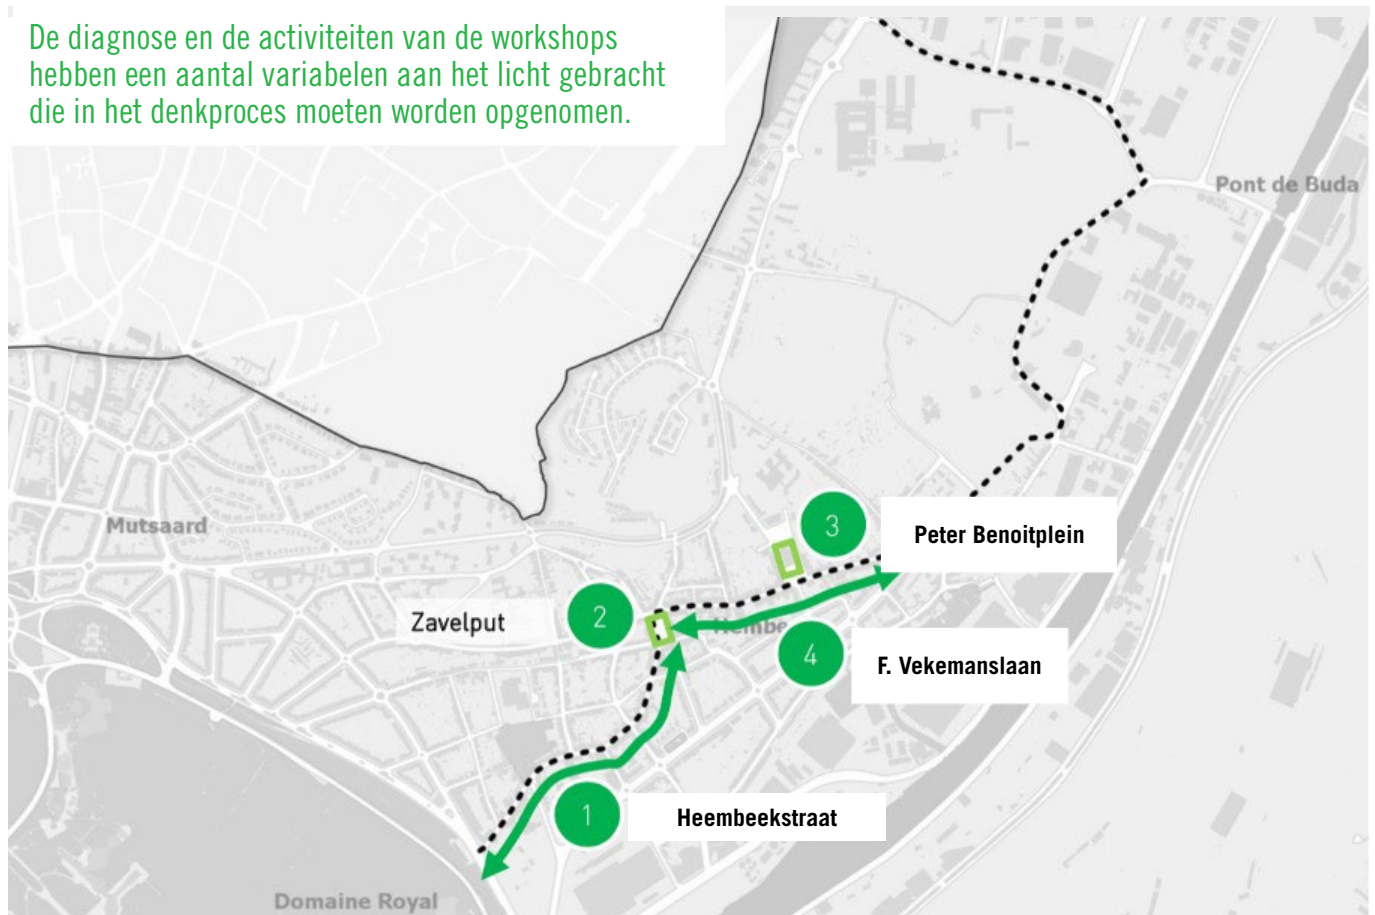 De diagnose en de activiteiten van de workshops
hebben een aantal variabelen aan het licht gebracht
die in het denkproces moeten worden opgenomen.
Pont de Buda
Mutsaard
3
Peter Benoitplein
Zavelput
2
Hembe
4
F. Vekemanslaan
1
Heembeekstraat
Domaine Royal